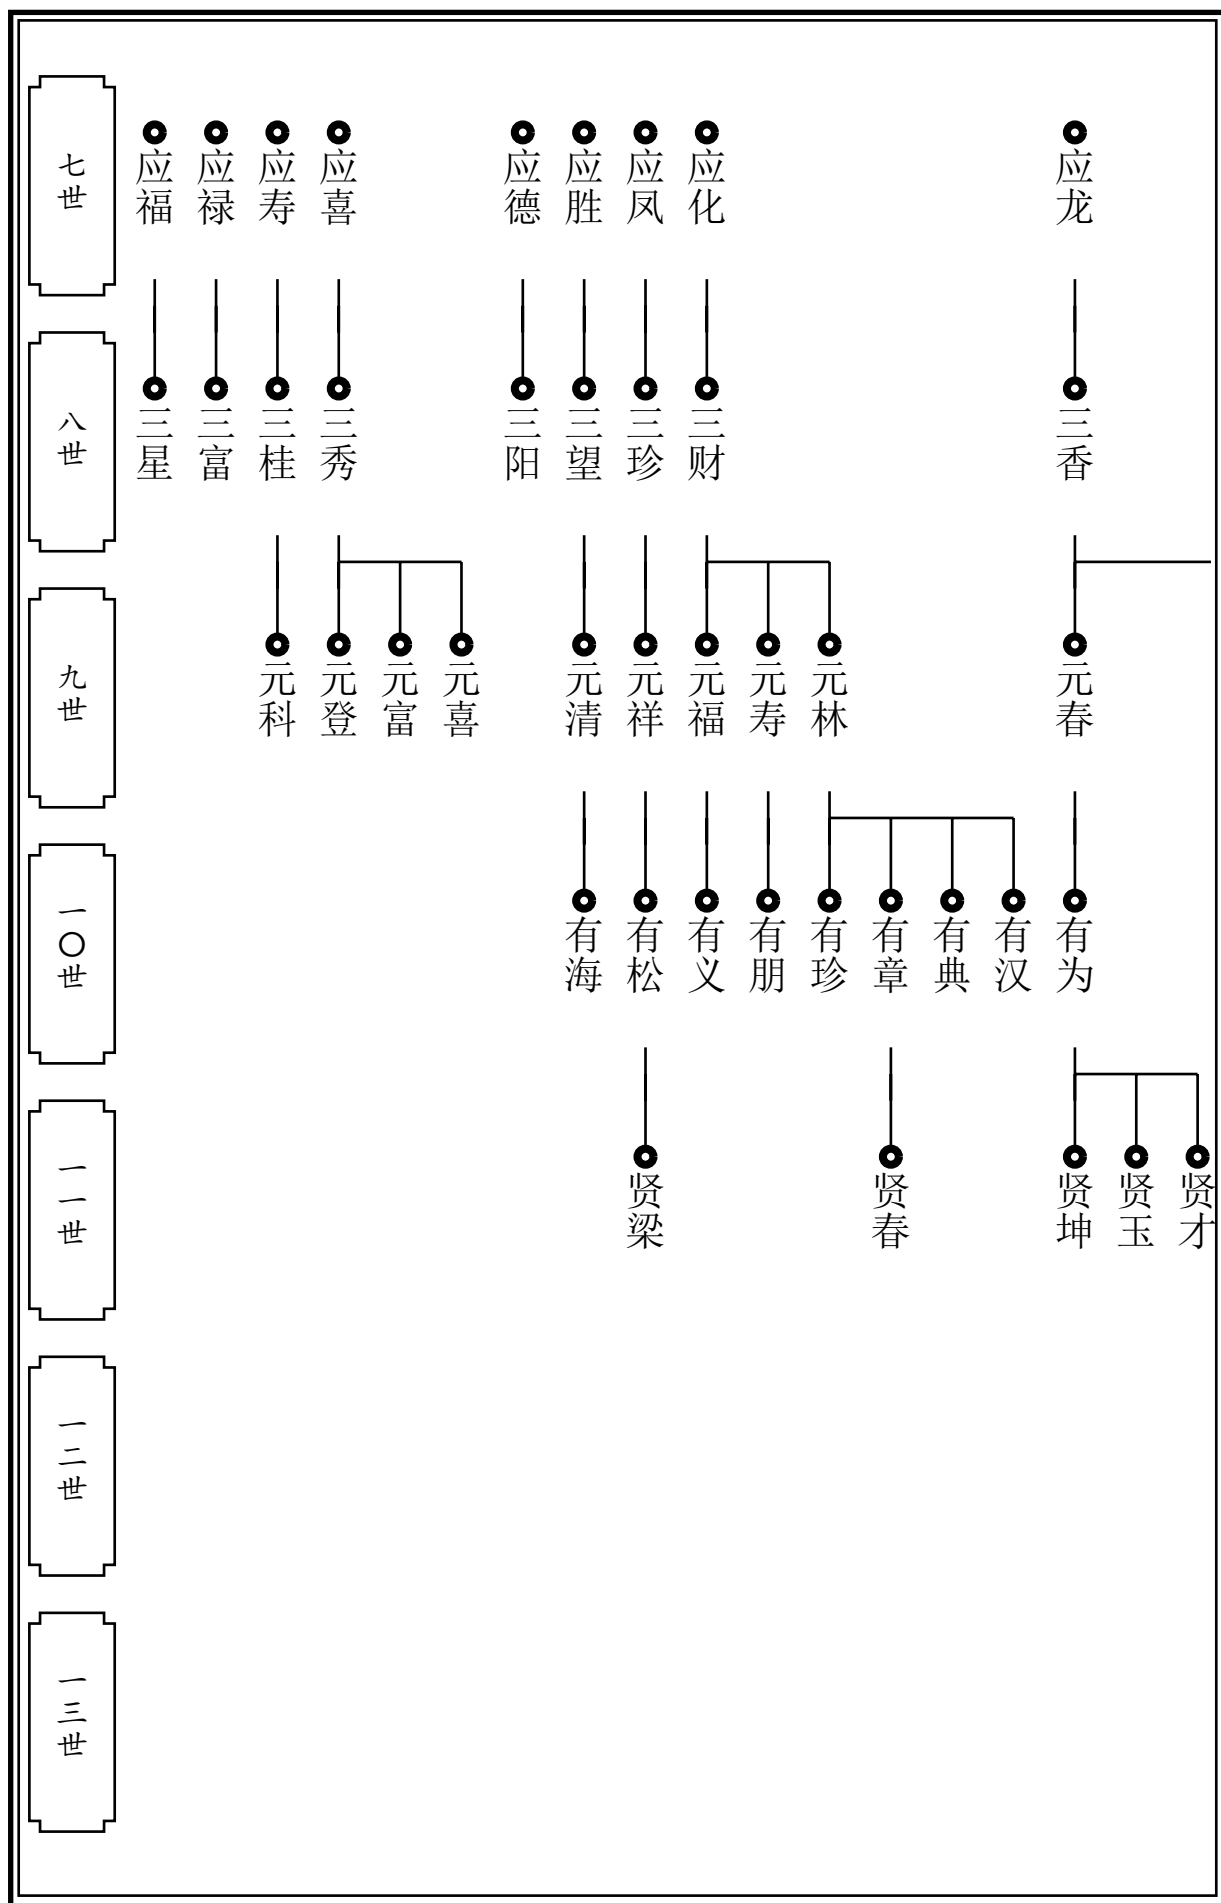 七世
应福
应禄
应寿
应喜
应德
应胜
应凤
应化
应龙
八世
三星
三富
三桂
三秀
三阳
三望
三珍
三财
三香
九世
元科
元登
元富
元喜
元清
元祥
元福
元寿
元林
元春
一〇世
有海
有松
有义
有朋
有珍
有章
有典
有汉
有为
一一世
贤梁
贤春
贤坤
贤玉
贤才
一二世
一三世